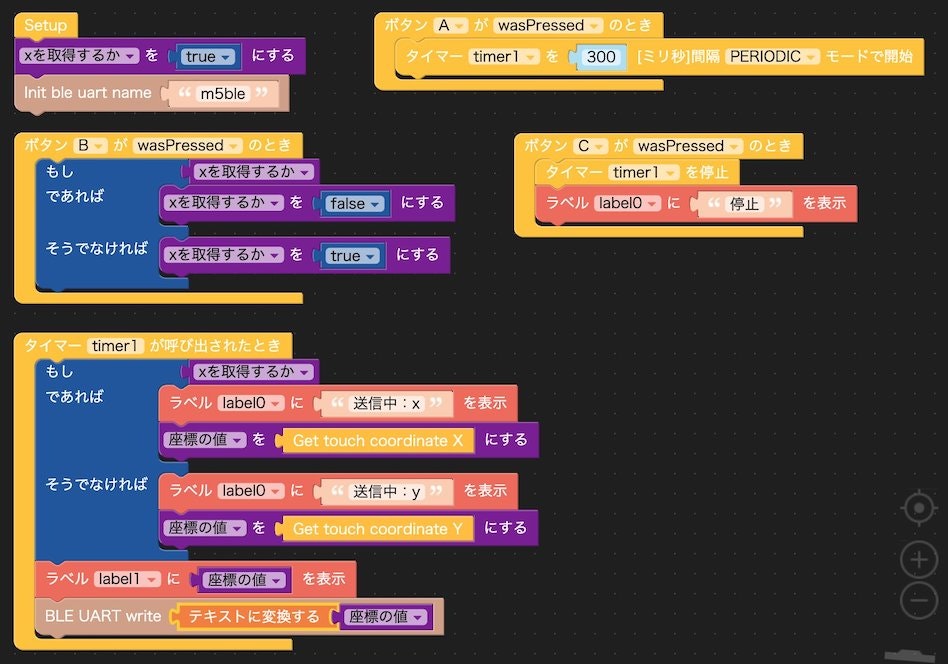 Setup
xを取得するか を true にする
Init ble uart name “ m5ble ”
ボタン A が wasPressed のとき
タイマー timer1 を 300 [ミリ秒]間隔 PERIODIC モードで開始
ボタン B が wasPressed のとき
もし xを取得するか
であれば xを取得するか を false にする
そうでなければ xを取得するか を true にする
ボタン C が wasPressed のとき
タイマー timer1 を停止
ラベル label0 に “ 停止 ” を表示
タイマー timer1 が呼び出されたとき
もし xを取得するか
であれば ラベル label0 に “ 送信中：x ” を表示
座標の値 を Get touch coordinate X にする
そうでなければ ラベル label0 に “ 送信中：y ” を表示
座標の値 を Get touch coordinate Y にする
ラベル label1 に 座標の値 を表示
BLE UART write テキストに変換する 座標の値